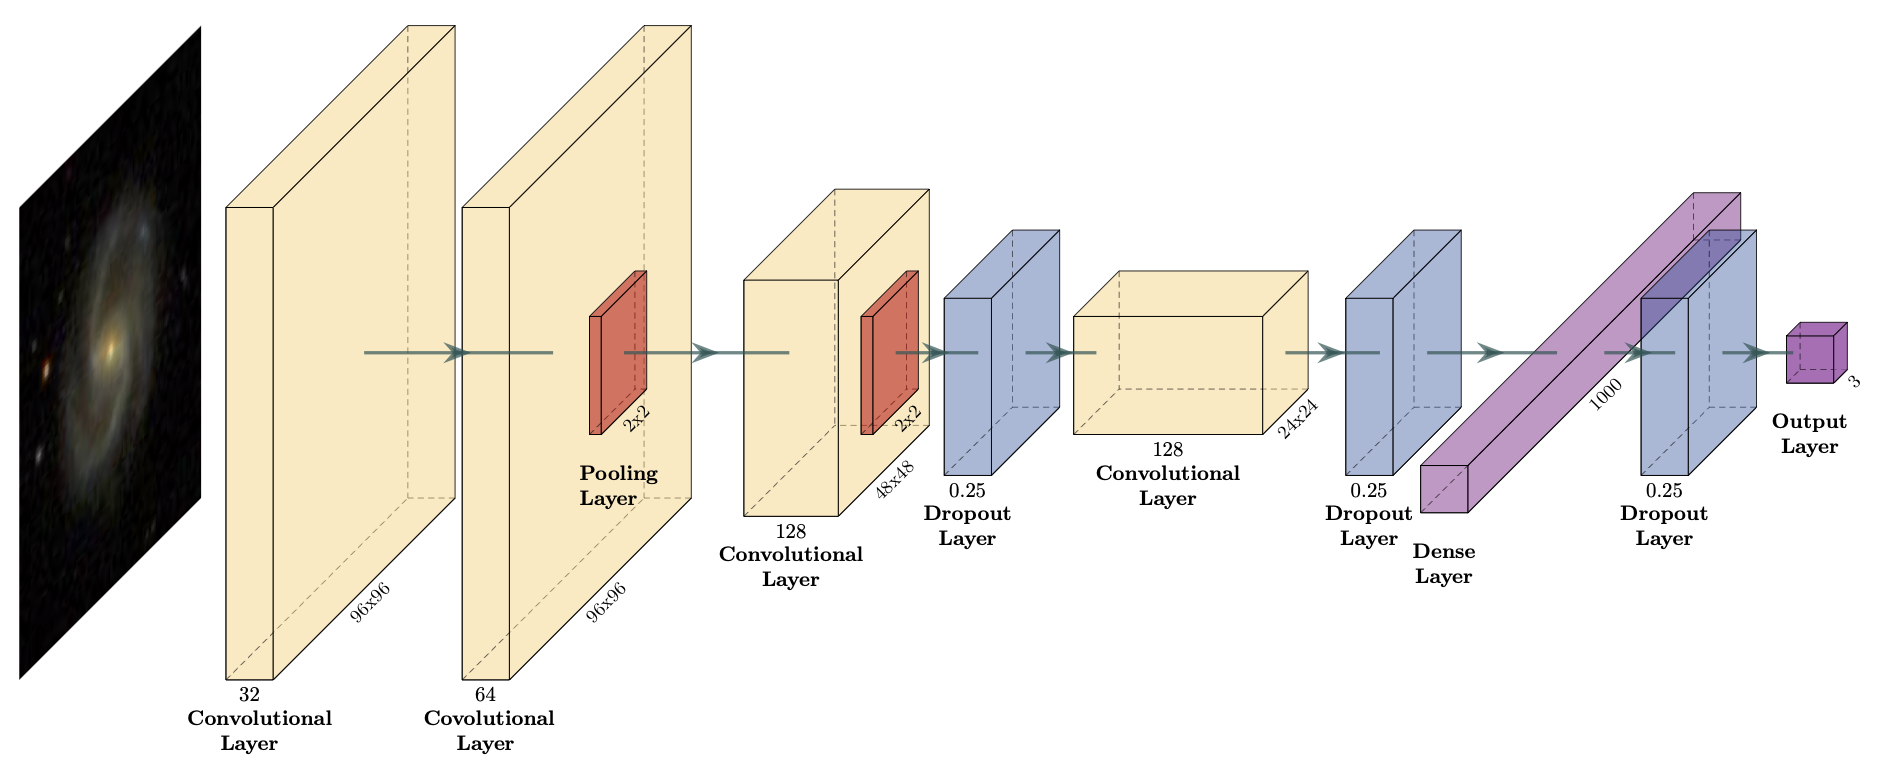 96x96
32
Convolutional
Layer
96x96
64
Covolutional
Layer
2x2
Pooling
Layer
48x48
128
Convolutional
Layer
2x2
0.25
Dropout
Layer
24x24
128
Convolutional
Layer
0.25
Dropout
Layer
1000
Dense
Layer
0.25
Dropout
Layer
3
Output
Layer